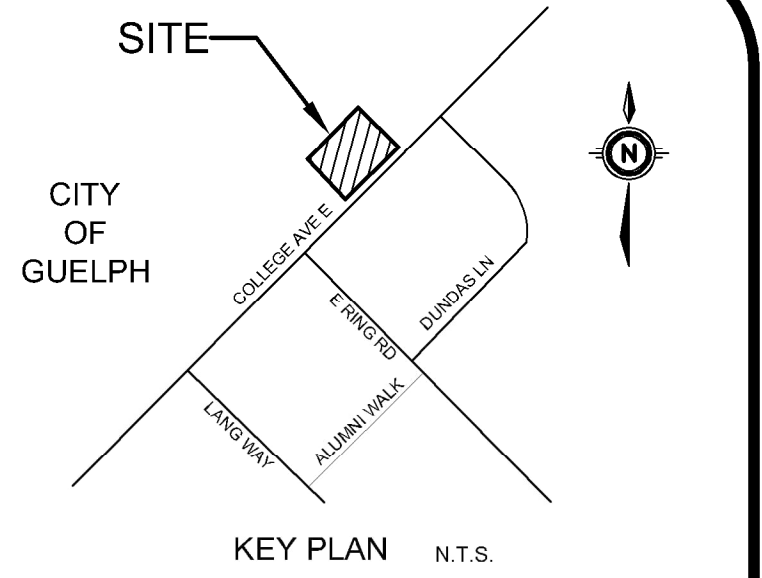 SITE
N
CITY
OF
GUELPH
COLLEGE AVE E
E RING RD
DUNDAS LN
LANG WAY
ALUMNI WALK
KEY PLAN N.T.S.